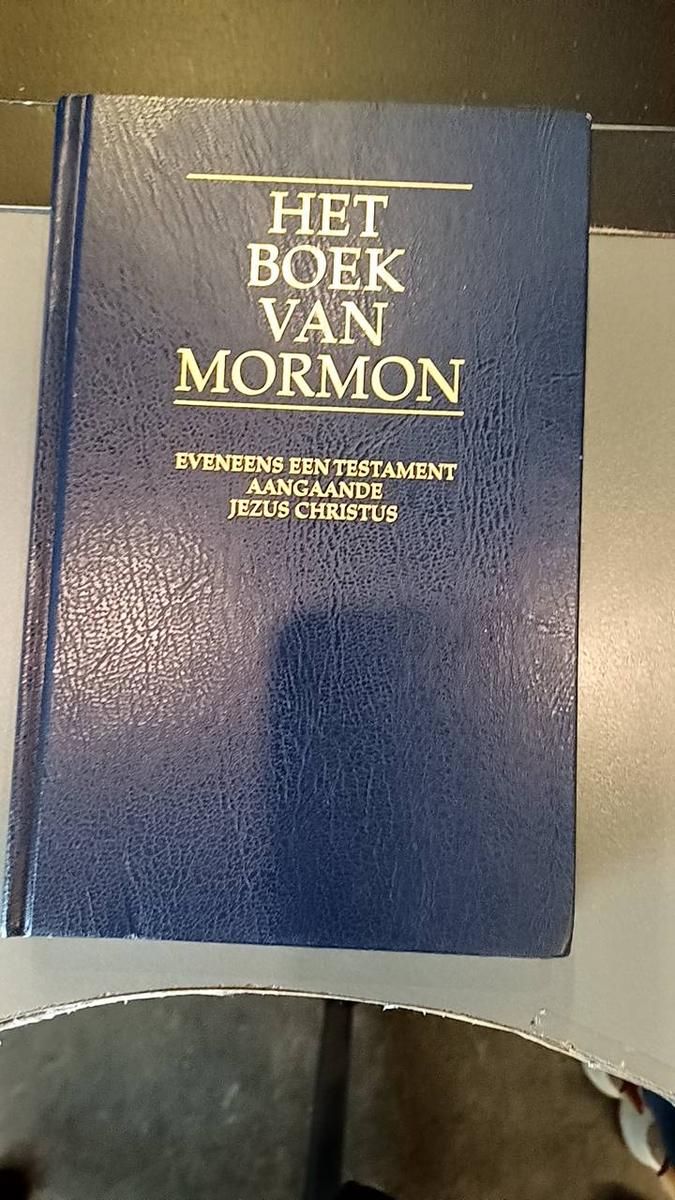 HET
BOEK
VAN
MORMON
EVENEENS EEN TESTAMENT
AANGAANDE
JEZUS CHRISTUS